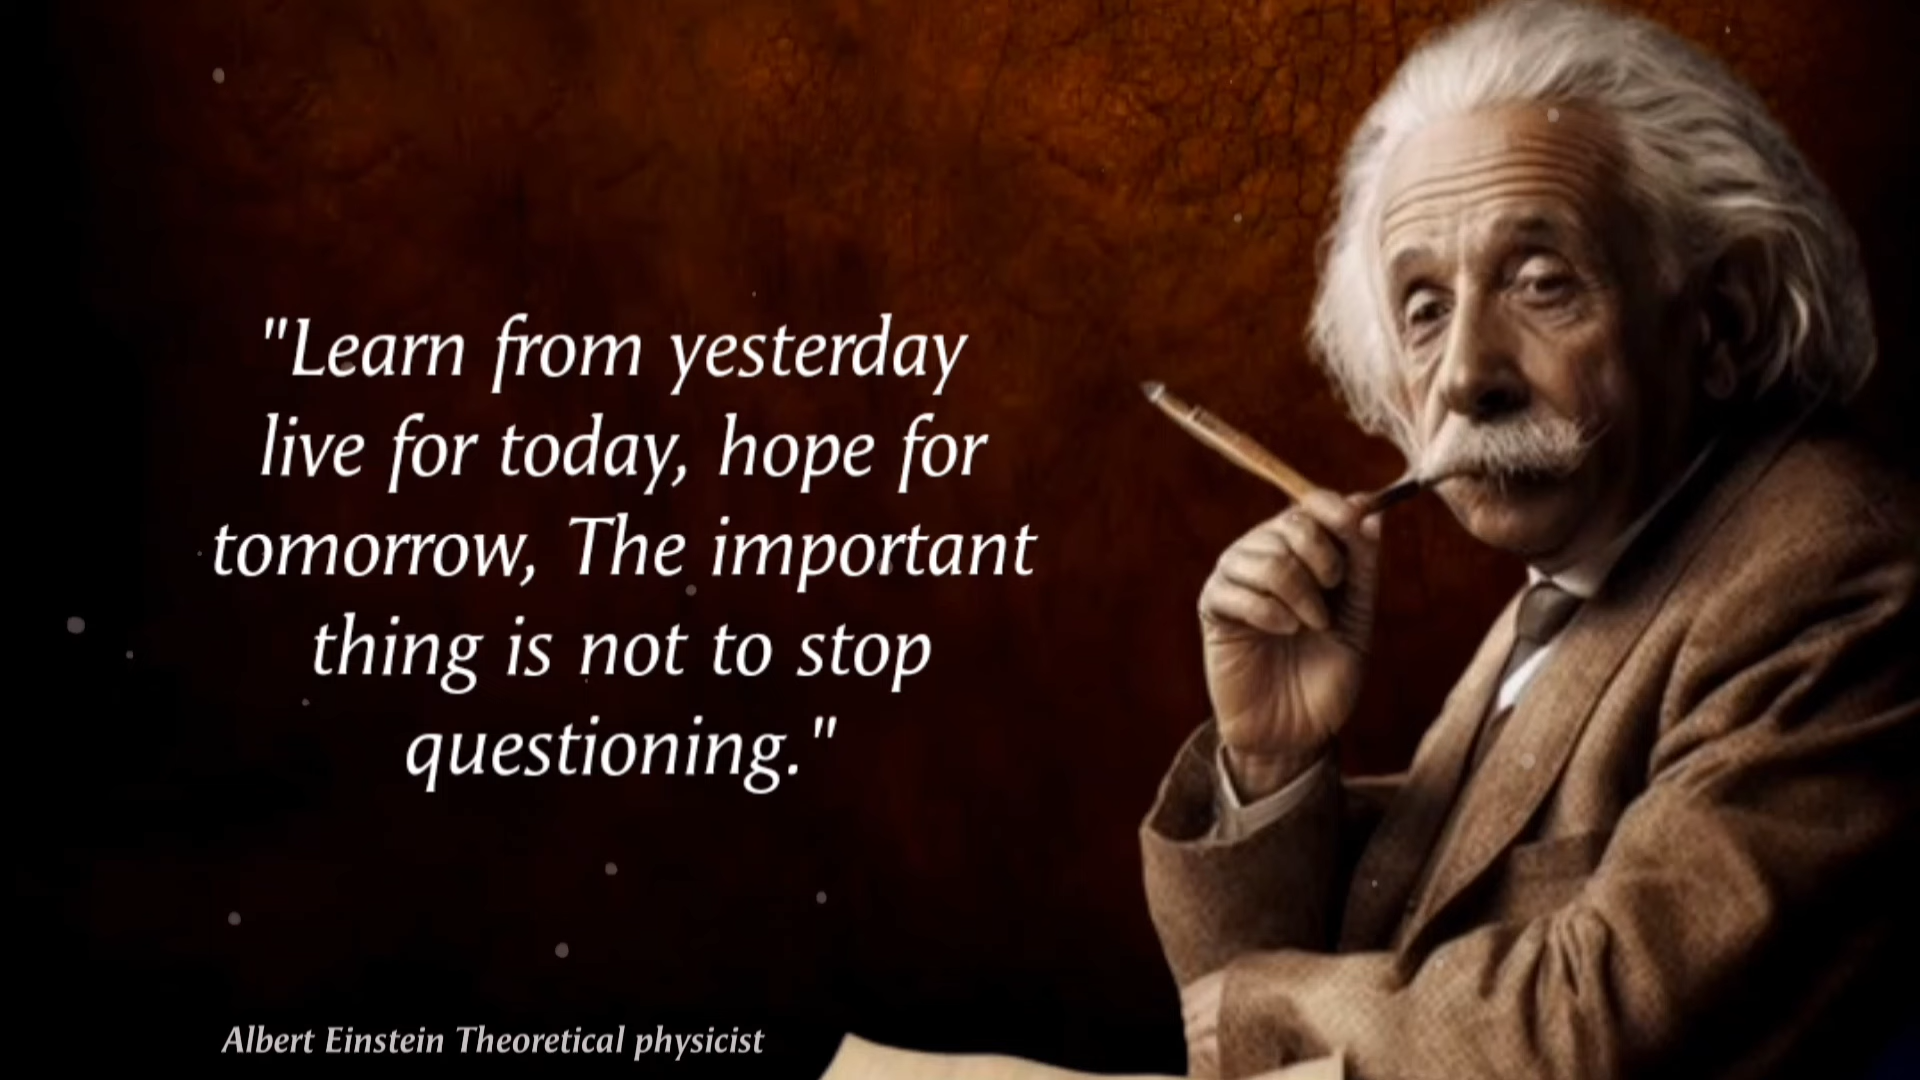 "Learn from yesterday
live for today, hope for
tomorrow, The important
thing is not to stop
questioning."
Albert Einstein Theoretical physicist